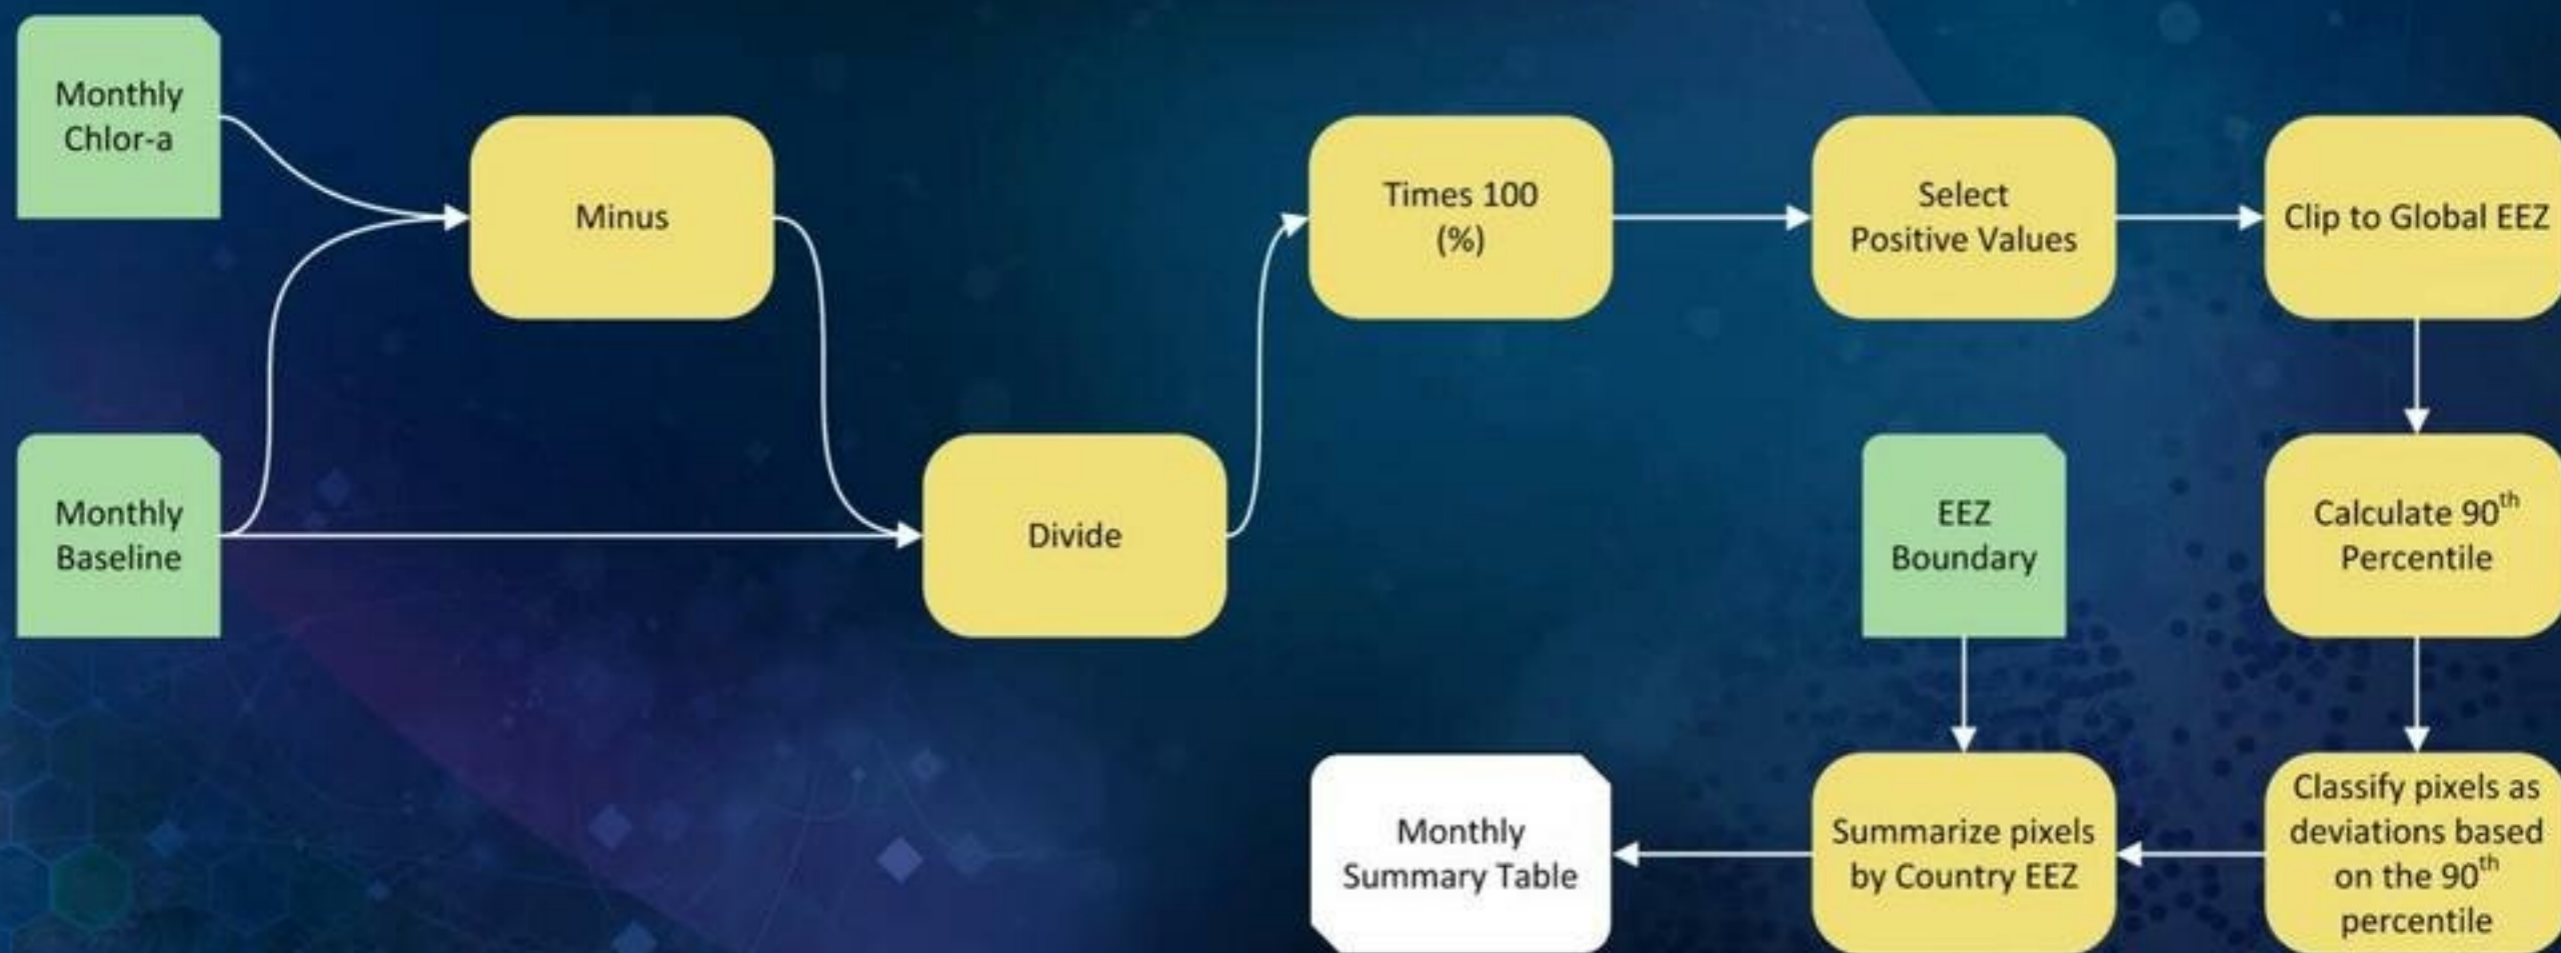 Monthly
Chlor-a
Minus
Times 100
(%)
Select
Positive Values
Clip to Global EEZ
Monthly
Baseline
Divide
EEZ
Boundary
Calculate 90th
Percentile
Monthly
Summary Table
Summarize pixels
by Country EEZ
Classify pixels as
deviations based
on the 90th
percentile